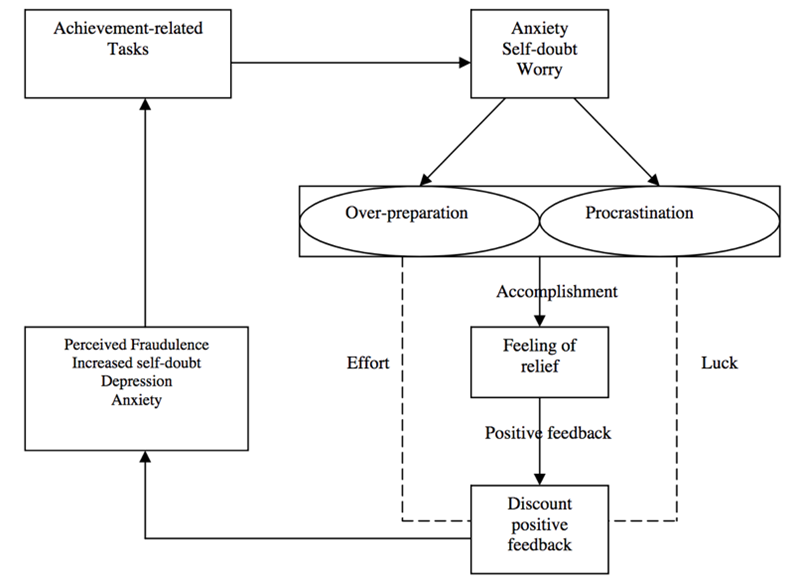 Achievement-related
Tasks
Anxiety
Self-doubt
Worry
Over-preparation
Procrastination
Accomplishment
Perceived Fraudulence
Increased self-doubt
Depression
Anxiety
Effort
Feeling of
relief
Luck
Positive feedback
Discount
positive
feedback